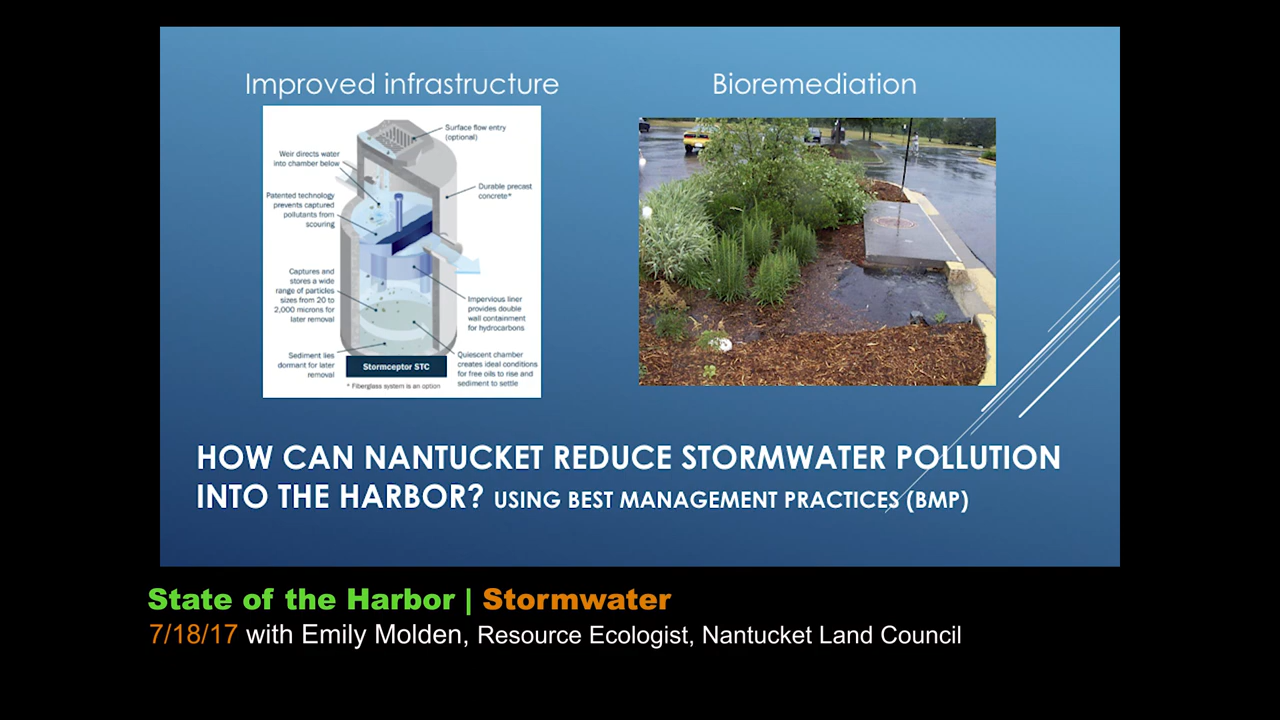 Improved infrastructure
Surface flow entry
(optional)
Weir directs water
into chamber below
Durable precast
concrete*
Patented technology
prevents captured
pollutants from
scouring
Captures and
stores a wide
range of particles
sizes from 20 to
2,000 microns for
later removal
Impervious liner
provides double
wall containment
for hydrocarbons
Sediment lies
dormant for later
removal
Quiescent chamber
creates ideal conditions
for free oils to rise and
sediment to settle
Stormceptor STC
* Fiberglass system is an option
Bioremediation
HOW CAN NANTUCKET REDUCE STORMWATER POLLUTION
INTO THE HARBOR? USING BEST MANAGEMENT PRACTICES (BMP)
State of the Harbor | Stormwater
7/18/17 with Emily Molden, Resource Ecologist, Nantucket Land Council